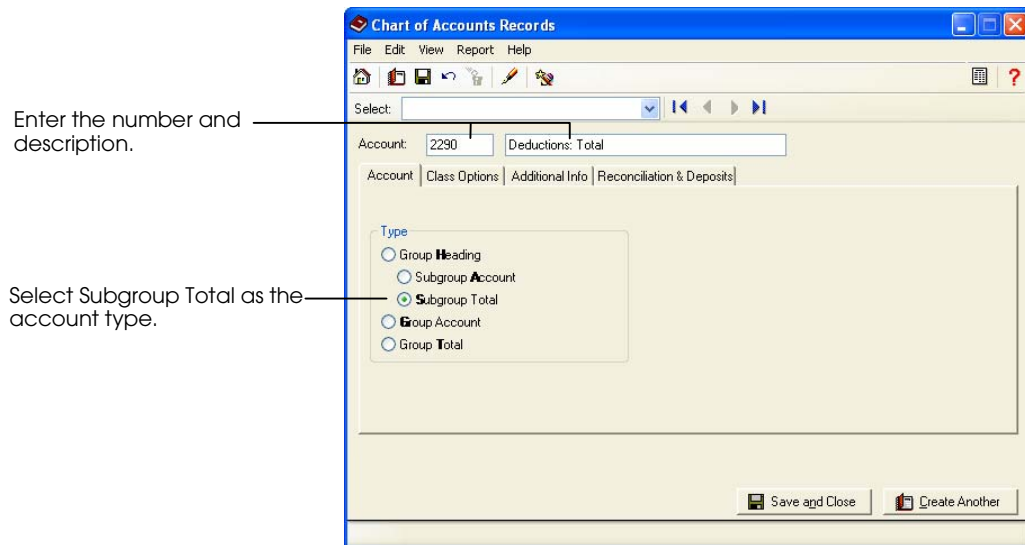 Chart of Accounts Records
File Edit View Report Help
Select:
Enter the number and
description.
Account: 2290 Deductions: Total
Account Class Options Additional Info Reconciliation & Deposits
Type
Group Heading
Subgroup Account
Select Subgroup Total as the
account type.
Subgroup Total
Group Account
Group Total
Save and Close Create Another